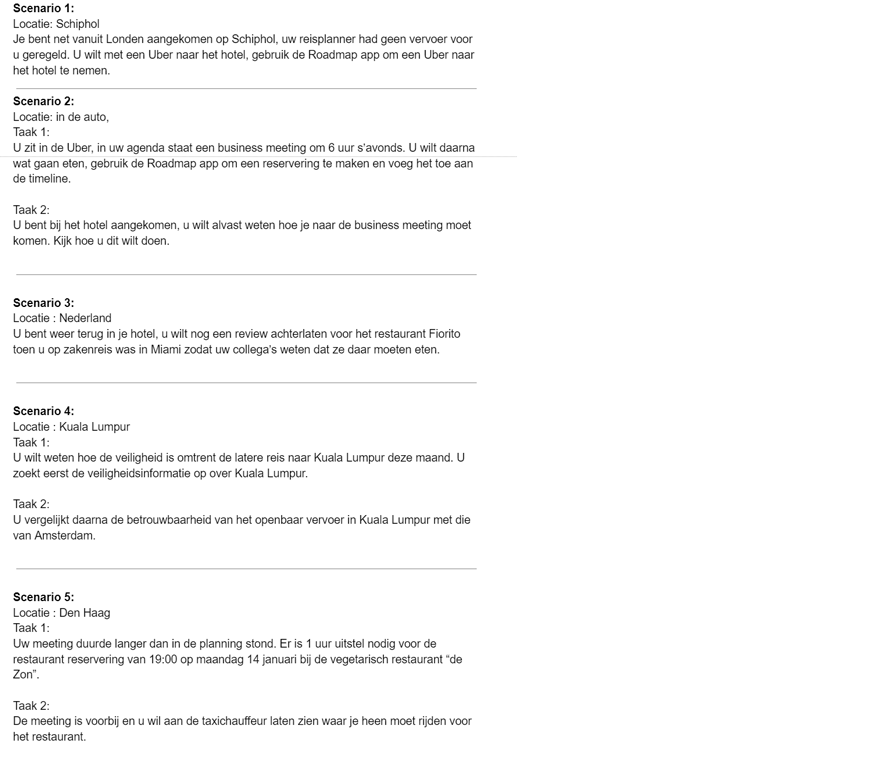 Scenario 1:
Locatie: Schiphol
Je bent net vanuit Londen aangekomen op Schiphol, uw reisplanner had geen vervoer voor
u geregeld. U wilt met een Uber naar het hotel, gebruik de Roadmap app om een Uber naar
het hotel te nemen.
Scenario 2:
Locatie: in de auto,
Taak 1:
U zit in de Uber, in uw agenda staat een business meeting om 6 uur s'avonds. U wilt daarna
wat gaan eten, gebruik de Roadmap app om een reservering te maken en voeg het toe aan
de timeline.
Taak 2:
U bent bij het hotel aangekomen, u wilt alvast weten hoe je naar de business meeting moet
komen. Kijk hoe u dit wilt doen.
Scenario 3:
Locatie : Nederland
U bent weer terug in je hotel, u wilt nog een review achterlaten voor het restaurant Fiorito
toen u op zakenreis was in Miami zodat uw collega's weten dat ze daar moeten eten.
Scenario 4:
Locatie : Kuala Lumpur
Taak 1:
U wilt weten hoe de veiligheid is omtrent de latere reis naar Kuala Lumpur deze maand. U
zoekt eerst de veiligheidsinformatie op over Kuala Lumpur.
Taak 2:
U vergelijkt daarna de betrouwbaarheid van het openbaar vervoer in Kuala Lumpur met die
van Amsterdam.
Scenario 5:
Locatie : Den Haag
Taak 1:
Uw meeting duurde langer dan in de planning stond. Er is 1 uur uitstel nodig voor de
restaurant reservering van 19:00 op maandag 14 januari bij de vegetarisch restaurant “de
Zon”.
Taak 2:
De meeting is voorbij en u wil aan de taxichauffeur laten zien waar je heen moet rijden voor
het restaurant.